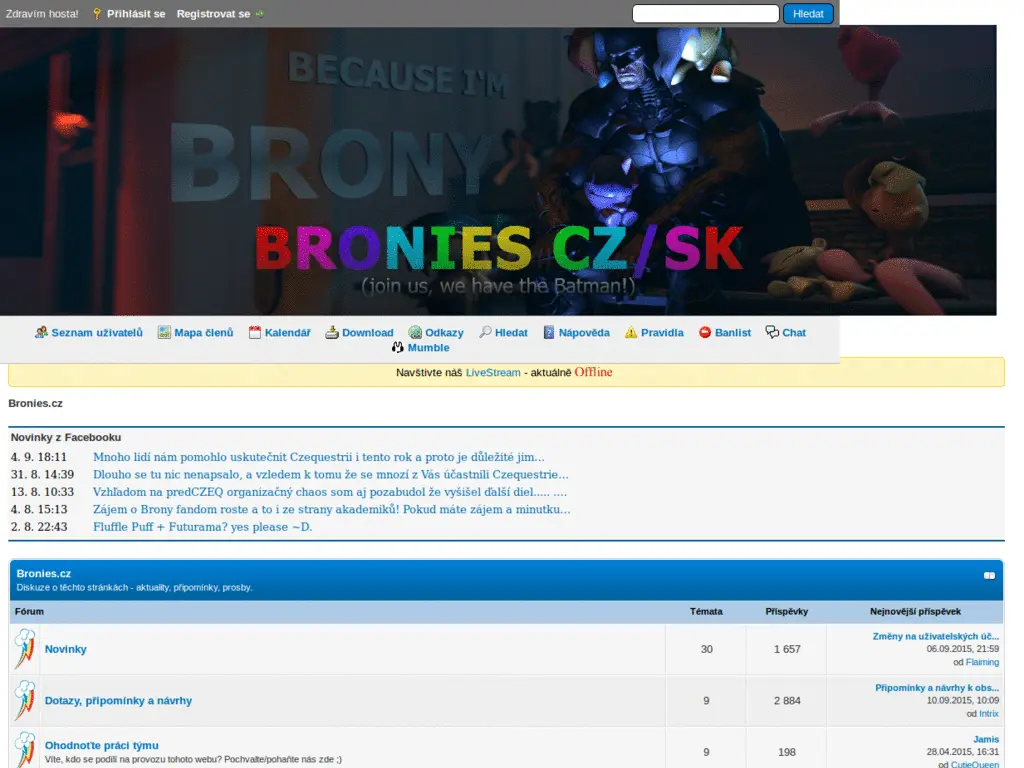 Zdravím hosta! Přihlásit se Registrovat se Hledat
BECAUSE I'M
BRONY
BRONIES CZ/SK
(join us, we have the Batman!)
Seznam uživatelů Mapa členů Kalendář Download Odkazy Hledat Nápověda Pravidla Banlist Chat
Mumble
Navštivte náš LiveStream - aktuálně Offline
Bronies.cz
Novinky z Facebooku
4. 9. 18:11 Mnoho lidí nám pomohlo uskutečnit Czequestrii i tento rok a proto je důležité jim...
31. 8. 14:39 Dlouho se tu nic nenapsalo, a vzledem k tomu že se mnozí z Vás účastnili Czequestrie...
13. 8. 10:33 Vzhľadom na predCZEQ organizačný chaos som aj pozabudol že vyšišel ďalší diel..... ....
4. 8. 15:13 Zájem o Brony fandom roste a to i ze strany akademiků! Pokud máte zájem a minutku...
2. 8. 22:43 Fluffle Puff + Futurama? yes please ~D.
Bronies.cz
Diskuze o těchto stránkách - aktuality, připomínky, prosby.
Fórum Témata Příspěvky Nejnovější příspěvek
Změny na uživatelských úč...
Novinky 30 1 657 06.09.2015, 21:59
od Flaiming
Připomínky a návrhy k obs...
Dotazy, připomínky a návrhy 9 2 884 10.09.2015, 10:09
od Intrix
Jamis
Ohodnoťte práci týmu 9 198 28.04.2015, 16:31
Víte, kdo se podílí na provozu tohoto webu? Pochvalte/pohaňte nás zde ;)
od CutieQueen